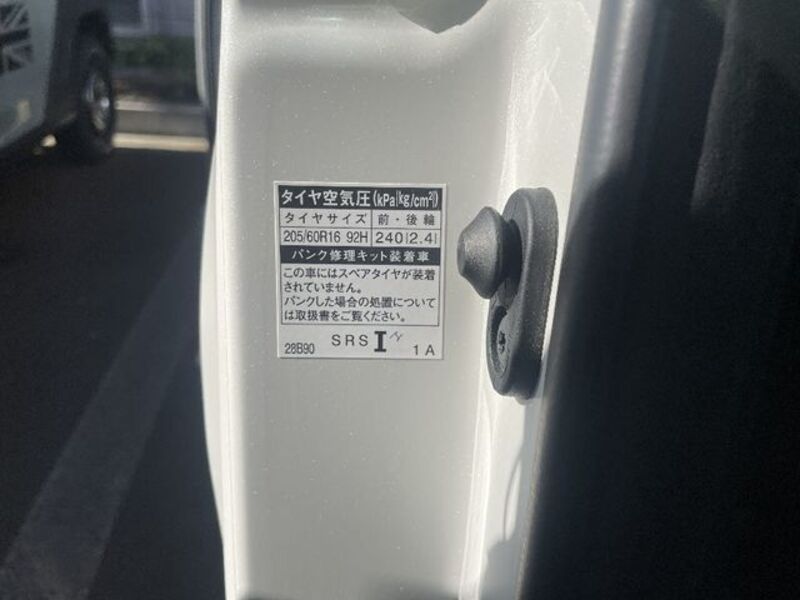 タイヤ空気圧(kPa[kg/cm²])
タイヤサイズ 前・後輪
205/60R16 92H 240[2.4]
パンク修理キット装着車
この車にはスペアタイヤが装着
されていません。
パンクした場合の処置について
は取扱書をご覧ください。
28B90 SRS I 1A